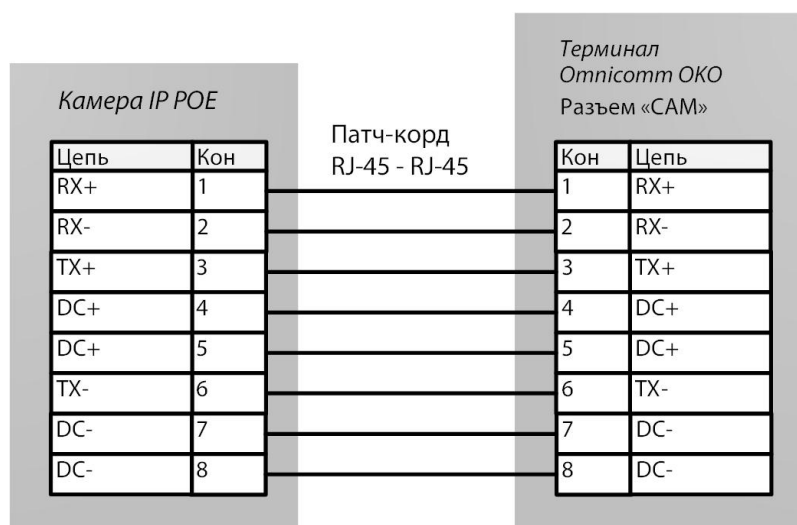 Камера IP POE
Цепь Кон
RX+ 1
RX- 2
TX+ 3
DC+ 4
DC+ 5
TX- 6
DC- 7
DC- 8
Патч-корд
RJ-45 - RJ-45
Терминал
Omnicomm ОКО
Разъем «САМ»
Кон Цепь
1 RX+
2 RX-
3 TX+
4 DC+
5 DC+
6 TX-
7 DC-
8 DC-